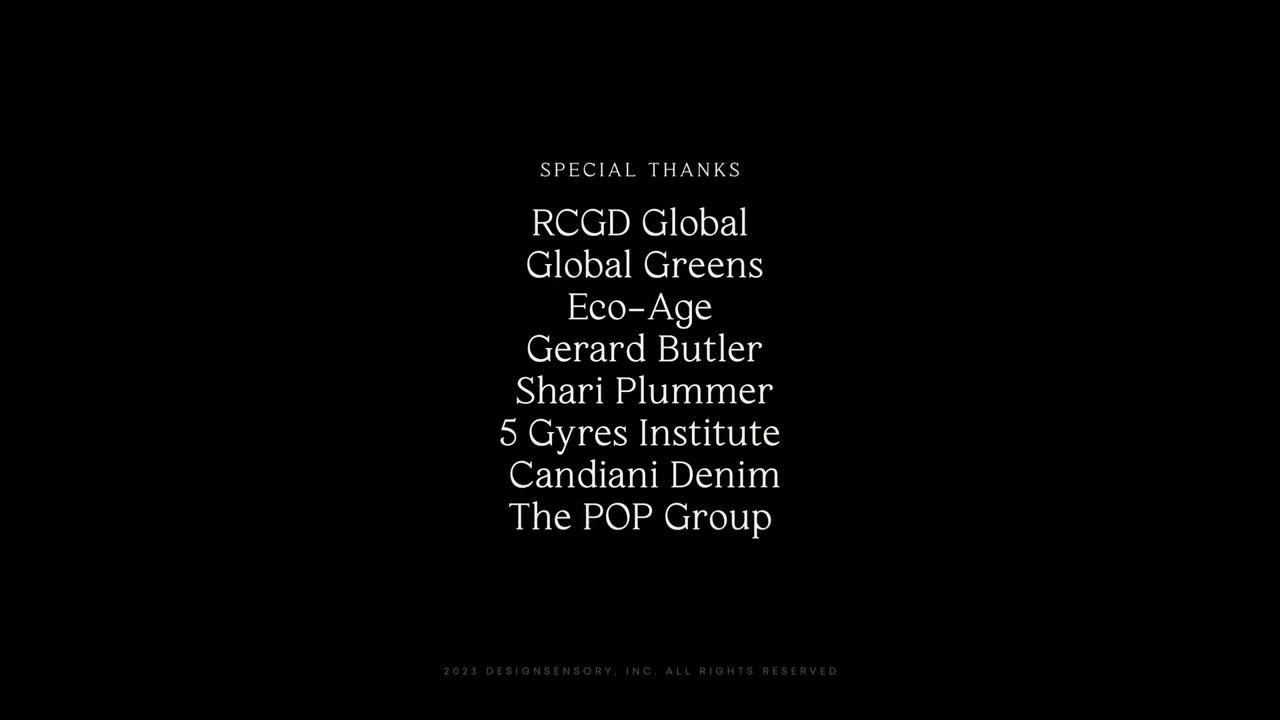 SPECIAL THANKS
RCGD Global
Global Greens
Eco-Age
Gerard Butler
Shari Plummer
5 Gyres Institute
Candiani Denim
The POP Group
2023 DESIGNSENSORY, INC. ALL RIGHTS RESERVED